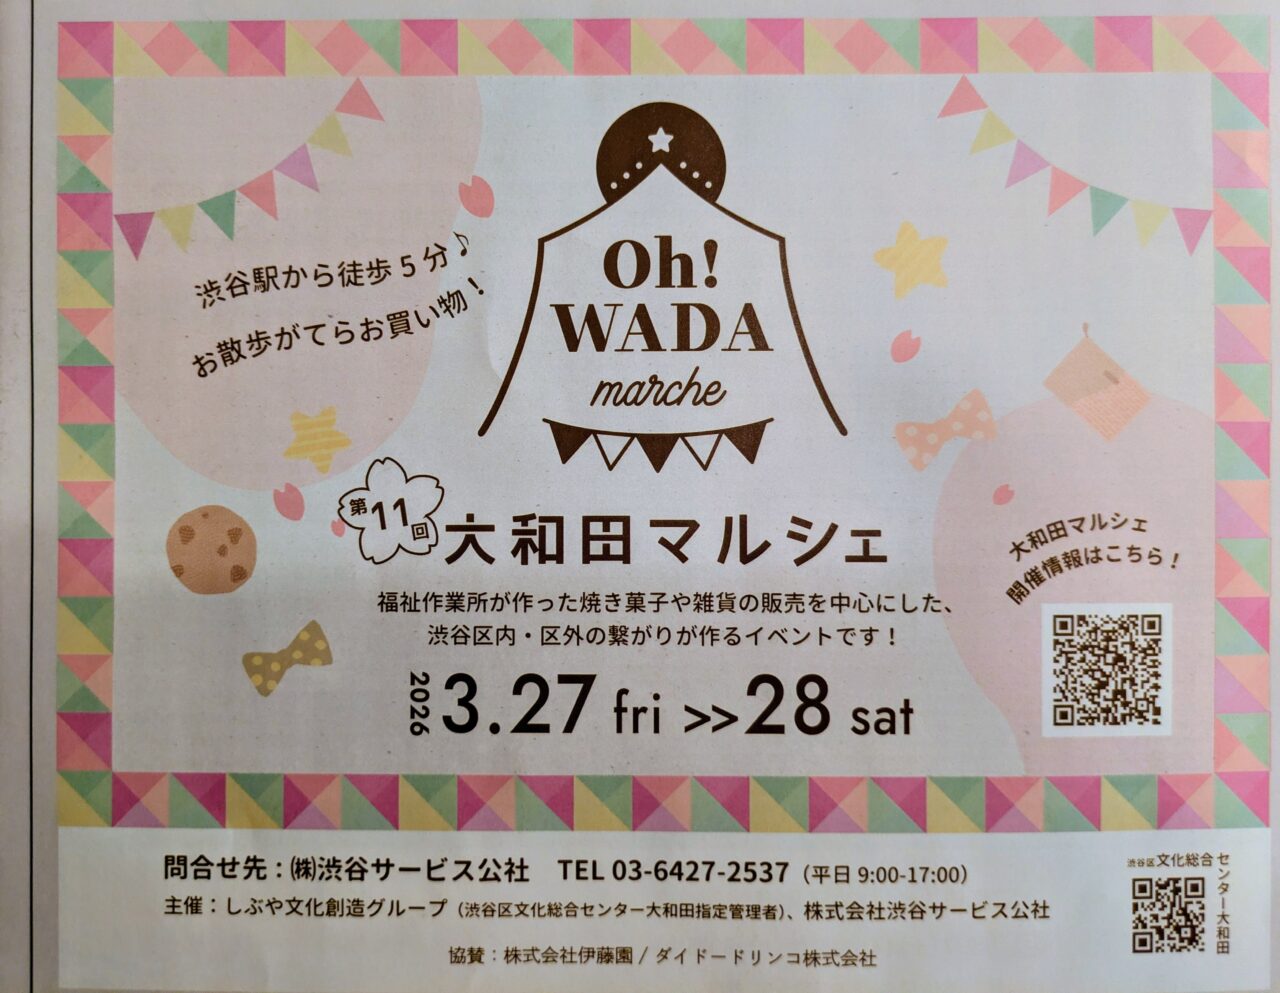 渋谷駅から徒歩5分♪
お散歩がてらお買い物！
Oh!
WADA
marche
第11回
大和田マルシェ
福祉作業所が作った焼き菓子や雑貨の販売を中心にした、
渋谷区内・区外の繋がりが作るイベントです！
2026
3.27 fri >>28 sat
大和田マルシェ
開催情報はこちら！
問合せ先：㈱渋谷サービス公社 TEL 03-6427-2537（平日 9:00-17:00）
主催：しぶや文化創造グループ（渋谷区文化総合センター大和田指定管理者）、株式会社渋谷サービス公社
協賛：株式会社伊藤園 / ダイドードリンコ株式会社
渋谷区文化総合センター大和田